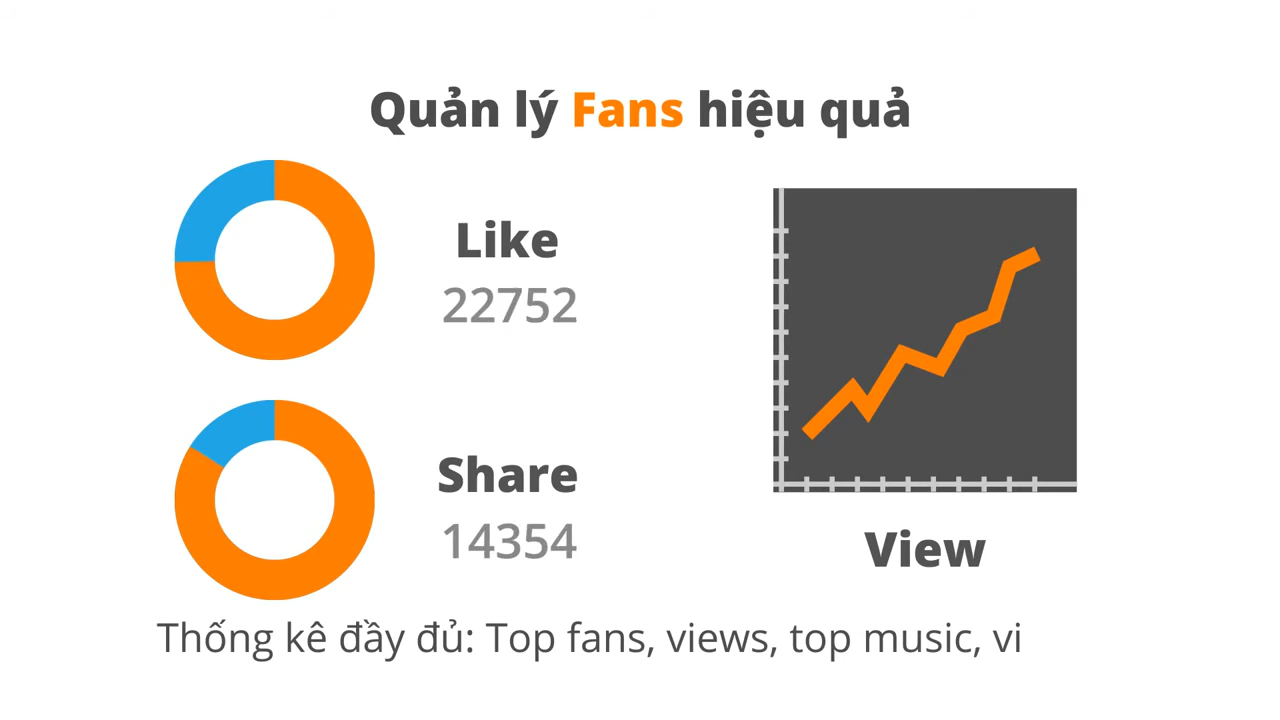 Quản lý Fans hiệu quả
Like
22752
Share
14354
View
Thống kê đầy đủ: Top fans, views, top music, vi